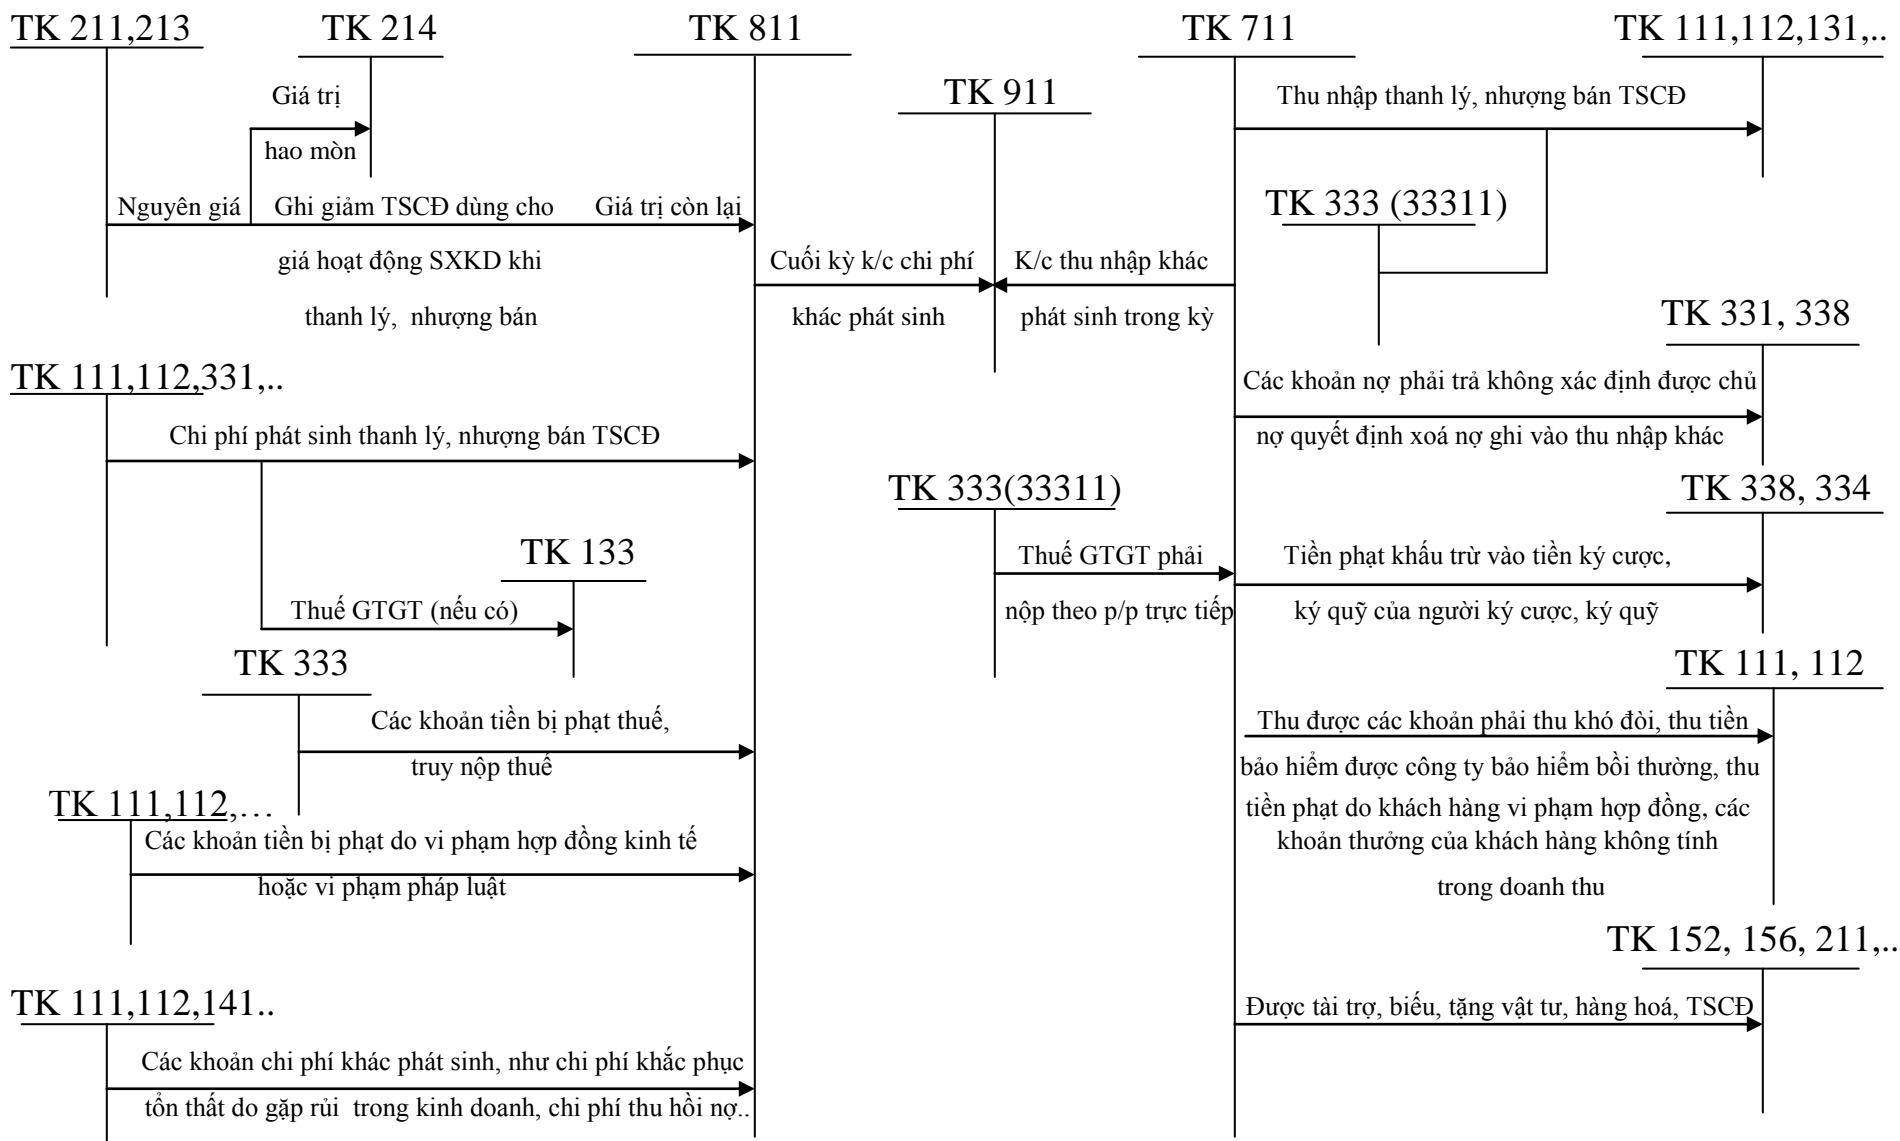 TK 211,213
TK 214
TK 811
TK 711
TK 111,112,131,..
Giá trị
hao mòn
TK 911
Thu nhập thanh lý, nhượng bán TSCĐ
Nguyên giá
Ghi giảm TSCĐ dùng cho
Giá trị còn lại
giá hoạt động SXKD khi
thanh lý, nhượng bán
TK 333 (33311)
Cuối kỳ k/c chi phí
khác phát sinh
K/c thu nhập khác
phát sinh trong kỳ
TK 331, 338
TK 111,112,331,..
Các khoản nợ phải trả không xác định được chủ
nợ quyết định xoá nợ ghi vào thu nhập khác
Chi phí phát sinh thanh lý, nhượng bán TSCĐ
TK 333(33311)
TK 338, 334
TK 133
Thuế GTGT phải
nộp theo p/p trực tiếp
Tiền phạt khấu trừ vào tiền ký cược,
ký quỹ của người ký cược, ký quỹ
Thuế GTGT (nếu có)
TK 333
TK 111, 112
Các khoản tiền bị phạt thuế,
truy nộp thuế
Thu được các khoản phải thu khó đòi, thu tiền
bảo hiểm được công ty bảo hiểm bồi thường, thu
tiền phạt do khách hàng vi phạm hợp đồng, các
khoản thưởng của khách hàng không tính
trong doanh thu
TK 111,112,…
Các khoản tiền bị phạt do vi phạm hợp đồng kinh tế
hoặc vi phạm pháp luật
TK 152, 156, 211,..
TK 111,112,141..
Được tài trợ, biếu, tặng vật tư, hàng hoá, TSCĐ
Các khoản chi phí khác phát sinh, như chi phí khắc phục
tổn thất do gặp rủi trong kinh doanh, chi phí thu hồi nợ..